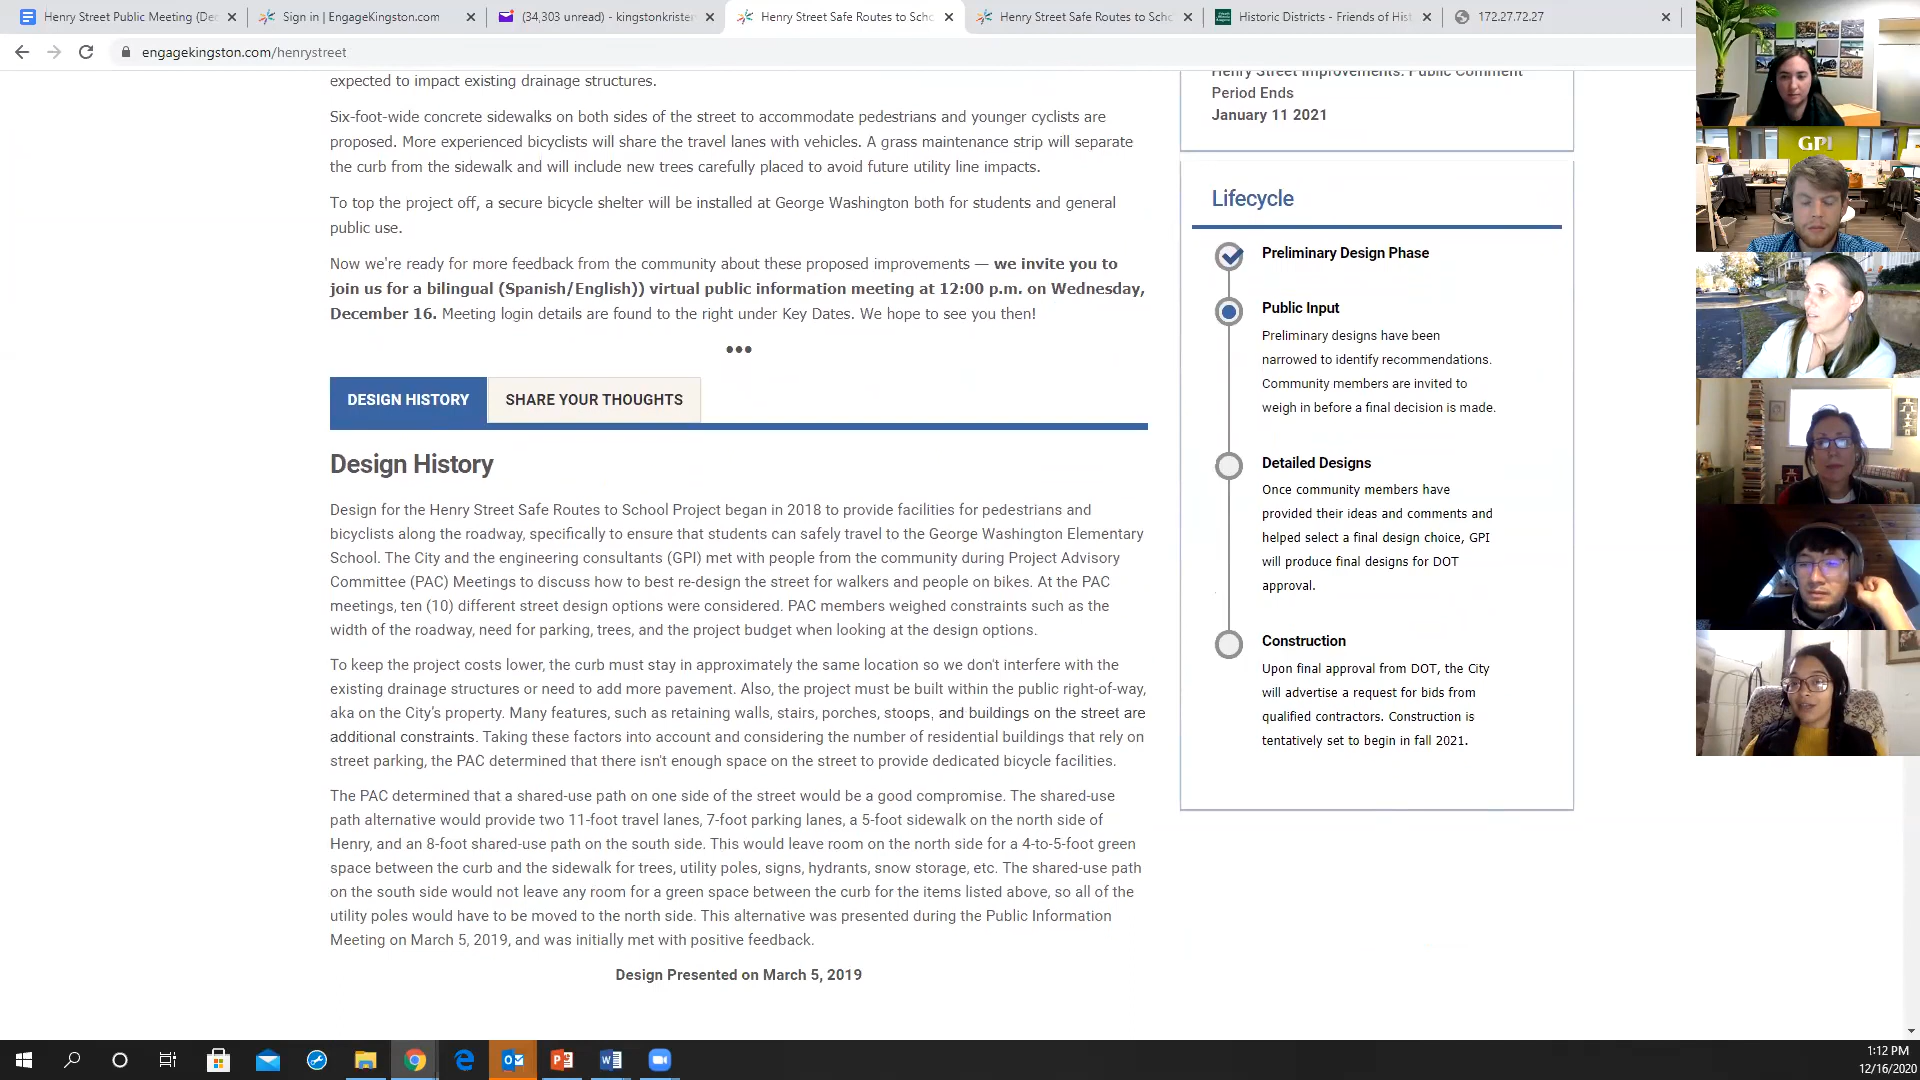 Henry Street Public Meeting (Dec
Sign in | EngageKingston.com
(34,303 unread) - kingstonkrister
Henry Street Safe Routes to Scho
Henry Street Safe Routes to Scho
Historic Districts - Friends of Hist
172.27.72.27
engagekingston.com/henrystreet
expected to impact existing drainage structures.
Six-foot-wide concrete sidewalks on both sides of the street to accommodate pedestrians and younger cyclists are
proposed. More experienced bicyclists will share the travel lanes with vehicles. A grass maintenance strip will separate
the curb from the sidewalk and will include new trees carefully placed to avoid future utility line impacts.
To top the project off, a secure bicycle shelter will be installed at George Washington both for students and general
public use.
Now we're ready for more feedback from the community about these proposed improvements — we invite you to
join us for a bilingual (Spanish/English)) virtual public information meeting at 12:00 p.m. on Wednesday,
December 16. Meeting login details are found to the right under Key Dates. We hope to see you then!
•••
DESIGN HISTORY
SHARE YOUR THOUGHTS
Design History
Design for the Henry Street Safe Routes to School Project began in 2018 to provide facilities for pedestrians and
bicyclists along the roadway, specifically to ensure that students can safely travel to the George Washington Elementary
School. The City and the engineering consultants (GPI) met with people from the community during Project Advisory
Committee (PAC) Meetings to discuss how to best re-design the street for walkers and people on bikes. At the PAC
meetings, ten (10) different street design options were considered. PAC members weighed constraints such as the
width of the roadway, need for parking, trees, and the project budget when looking at the design options.
To keep the project costs lower, the curb must stay in approximately the same location so we don't interfere with the
existing drainage structures or need to add more pavement. Also, the project must be built within the public right-of-way,
aka on the City's property. Many features, such as retaining walls, stairs, porches, stoops, and buildings on the street are
additional constraints. Taking these factors into account and considering the number of residential buildings that rely on
street parking, the PAC determined that there isn't enough space on the street to provide dedicated bicycle facilities.
The PAC determined that a shared-use path on one side of the street would be a good compromise. The shared-use
path alternative would provide two 11-foot travel lanes, 7-foot parking lanes, a 5-foot sidewalk on the north side of
Henry, and an 8-foot shared-use path on the south side. This would leave room on the north side for a 4-to-5-foot green
space between the curb and the sidewalk for trees, utility poles, signs, hydrants, snow storage, etc. The shared-use path
on the south side would not leave any room for a green space between the curb for the items listed above, so all of the
utility poles would have to be moved to the north side. This alternative was presented during the Public Information
Meeting on March 5, 2019, and was initially met with positive feedback.
Design Presented on March 5, 2019
Henry Street Improvements: Public Comment
Period Ends
January 11 2021
Lifecycle
Preliminary Design Phase
Public Input
Preliminary designs have been
narrowed to identify recommendations.
Community members are invited to
weigh in before a final decision is made.
Detailed Designs
Once community members have
provided their ideas and comments and
helped select a final design choice, GPI
will produce final designs for DOT
approval.
Construction
Upon final approval from DOT, the City
will advertise a request for bids from
qualified contractors. Construction is
tentatively set to begin in fall 2021.
GPI
1:12 PM
12/16/2020